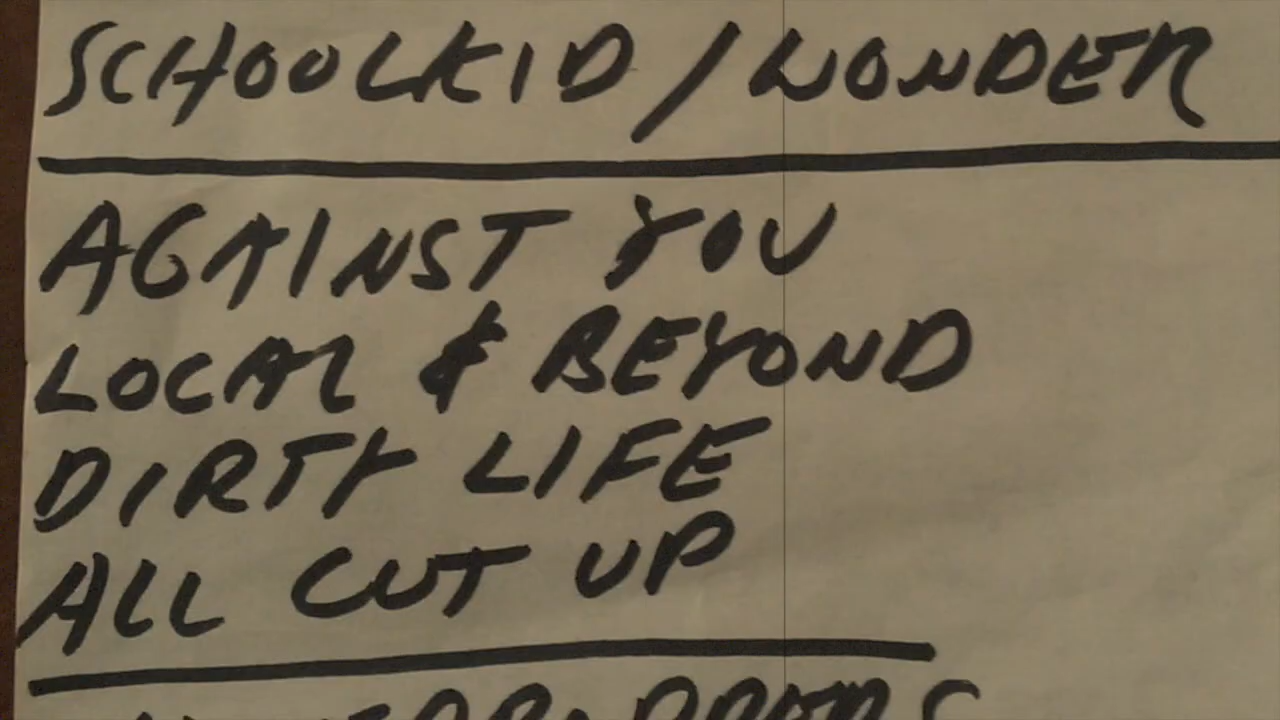 SCHOOLKID / WONDER
AGAINST YOU
LOCAL & BEYOND
DIRTY LIFE
ALL CUT UP